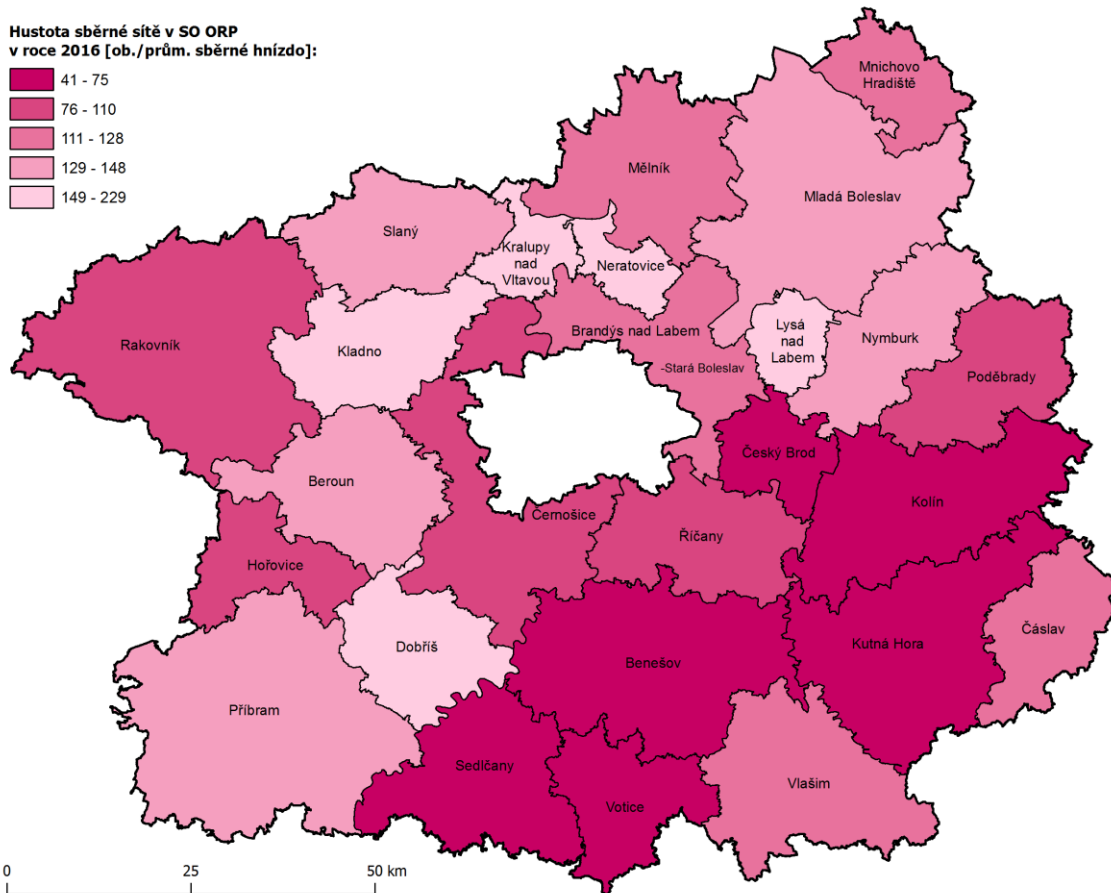 Hustota sběrné sítě v SO ORP
v roce 2016 [ob./prům. sběrné hnízdo]:
41 - 75
76 - 110
111 - 128
129 - 148
149 - 229
Mnichovo
Hradiště
Mělník
Mladá Boleslav
Slaný
Kralupy
nad
Vltavou
Neratovice
Brandýs nad Labem
-Stará Boleslav
Lysá
nad
Labem
Nymburk
Rakovník
Kladno
Poděbrady
Český Brod
Beroun
Kolín
Černošice
Říčany
Hořovice
Dobříš
Benešov
Kutná Hora
Čáslav
Příbram
Sedlčany
Votice
Vlašim
0
25
50 km